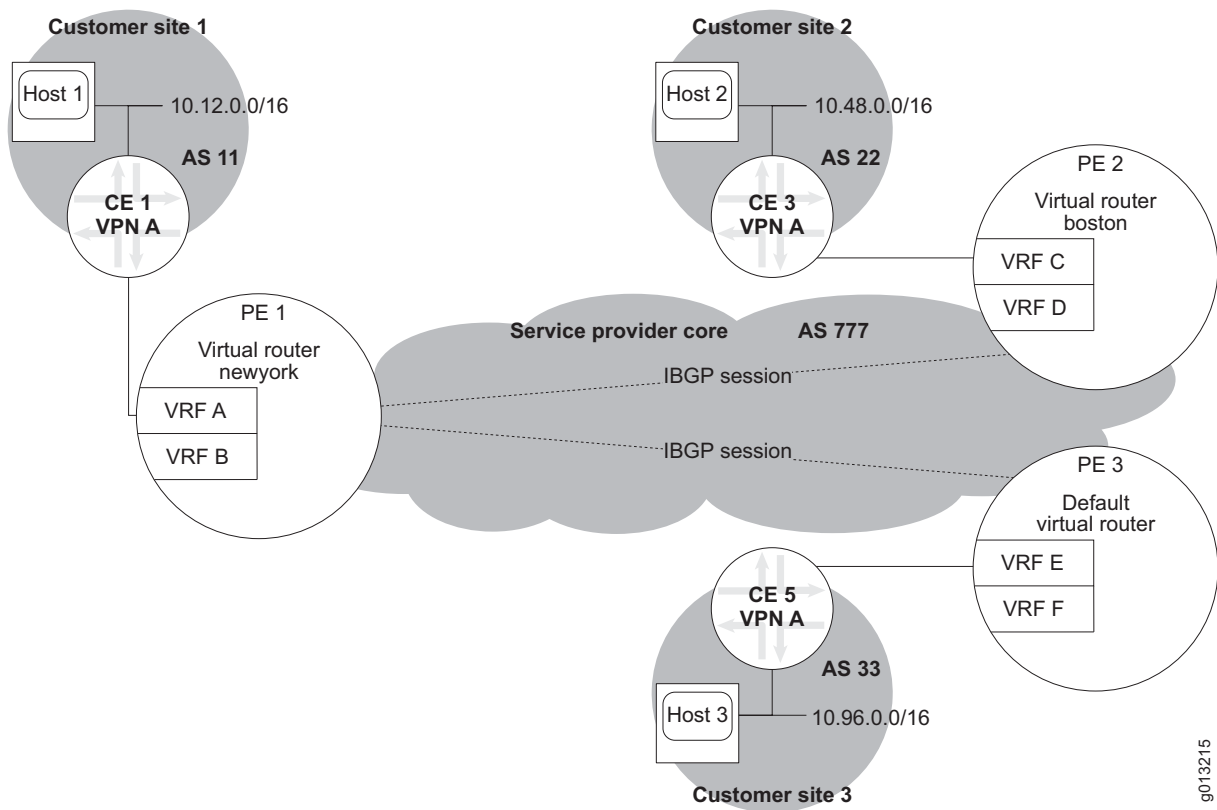 Customer site 1
Host 1
10.12.0.0/16
AS 11
CE 1
VPN A
Customer site 2
Host 2
10.48.0.0/16
AS 22
CE 3
VPN A
PE 2
Virtual router
boston
VRF C
VRF D
PE 1
Virtual router
newyork
VRF A
VRF B
Service provider core
AS 777
IBGP session
IBGP session
PE 3
Default
virtual router
VRF E
VRF F
CE 5
VPN A
AS 33
Host 3
10.96.0.0/16
Customer site 3
g013215